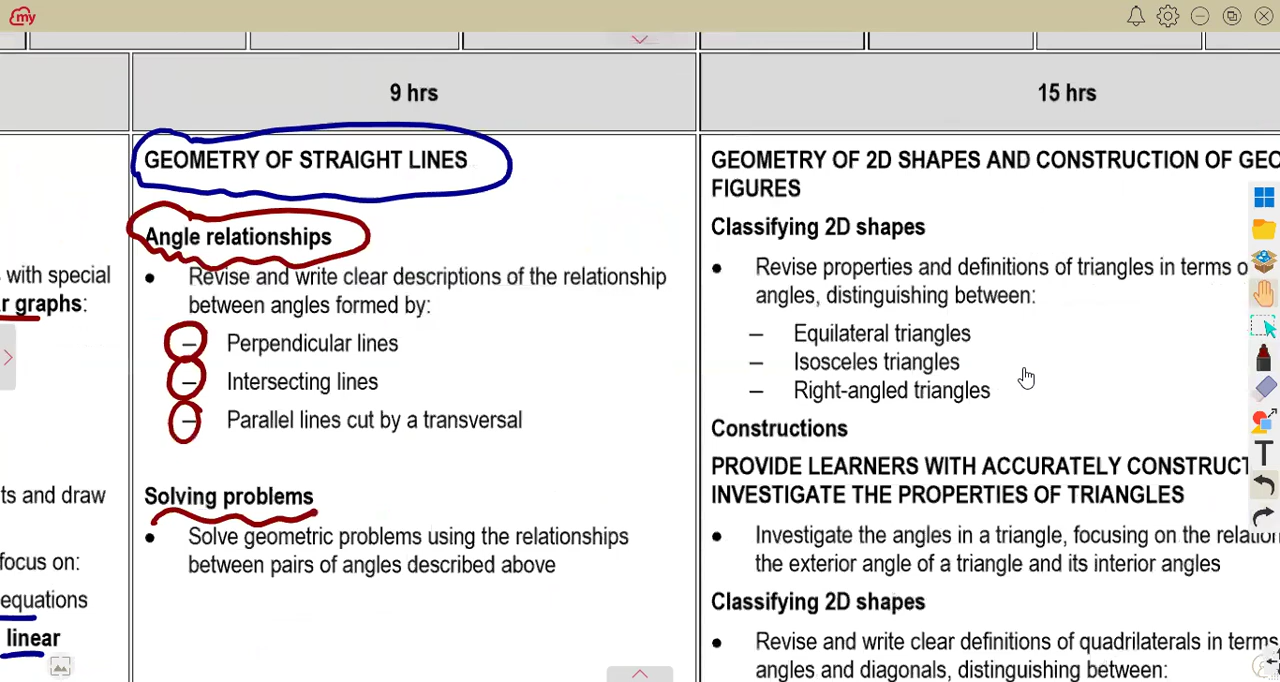 my
9 hrs
15 hrs
with special
ar graphs:
ts and draw
focus on:
equations
linear
GEOMETRY OF STRAIGHT LINES
Angle relationships
• Revise and write clear descriptions of the relationship
between angles formed by:
– Perpendicular lines
– Intersecting lines
– Parallel lines cut by a transversal
Solving problems
• Solve geometric problems using the relationships
between pairs of angles described above
GEOMETRY OF 2D SHAPES AND CONSTRUCTION OF GEO
FIGURES
Classifying 2D shapes
• Revise properties and definitions of triangles in terms o
angles, distinguishing between:
– Equilateral triangles
– Isosceles triangles
– Right-angled triangles
Constructions
PROVIDE LEARNERS WITH ACCURATELY CONSTRUCT
INVESTIGATE THE PROPERTIES OF TRIANGLES
• Investigate the angles in a triangle, focusing on the relation
the exterior angle of a triangle and its interior angles
Classifying 2D shapes
• Revise and write clear definitions of quadrilaterals in terms
angles and diagonals, distinguishing between:
T